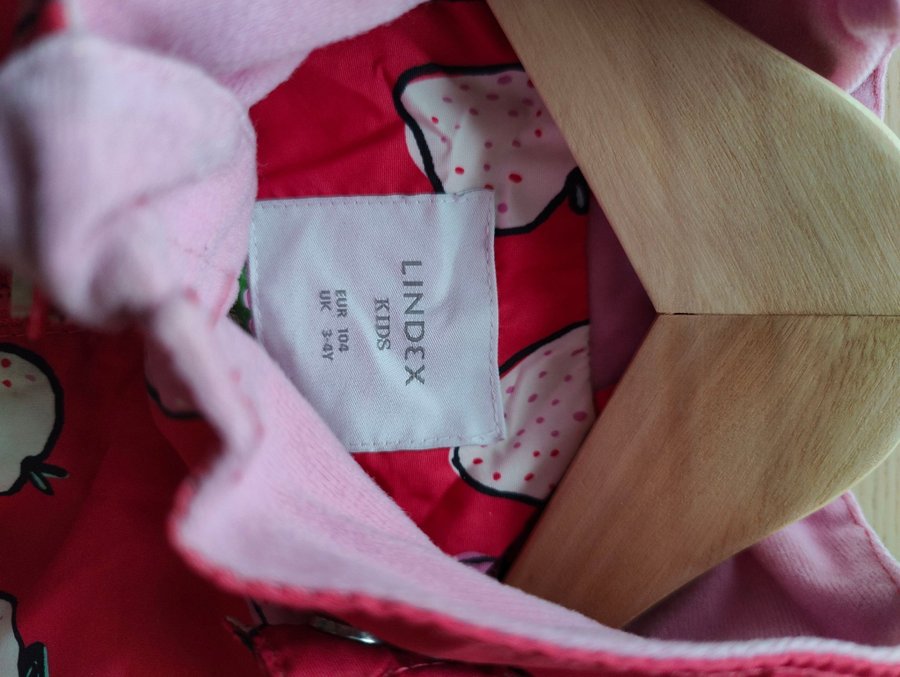 LINDEX
KIDS
EUR 104
UK 3-4Y